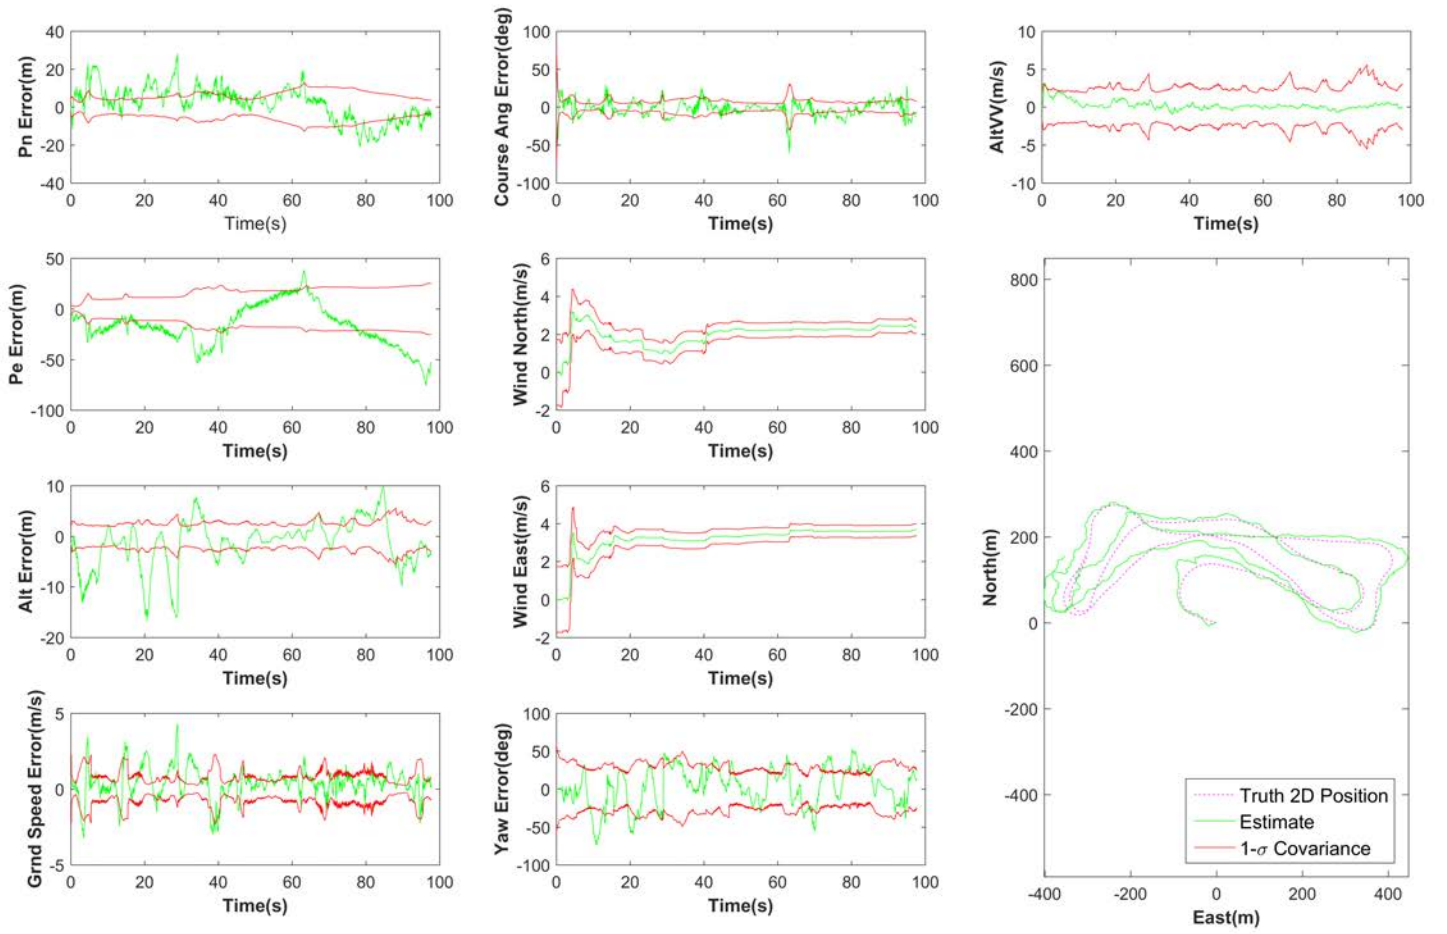 40
20
0
-20
-40
Pn Error(m)
0 20 40 60 80 100
Time(s)
100
50
0
-50
-100
Course Ang Error(deg)
0 20 40 60 80 100
Time(s)
10
5
0
-5
-10
AltVV(m/s)
0 20 40 60 80 100
Time(s)
50
0
-50
-100
Pe Error(m)
0 20 40 60 80 100
Time(s)
6
4
2
0
-2
Wind North(m/s)
0 20 40 60 80 100
Time(s)
10
0
-10
-20
Alt Error(m)
0 20 40 60 80 100
Time(s)
6
4
2
0
-2
Wind East(m/s)
0 20 40 60 80 100
Time(s)
5
0
-5
Grnd Speed Error(m/s)
0 20 40 60 80 100
Time(s)
100
50
0
-50
-100
Yaw Error(deg)
0 20 40 60 80 100
Time(s)
800
600
400
200
0
-200
-400
North(m)
Truth 2D Position
Estimate
1-σ Covariance
-400 -200 0 200 400
East(m)